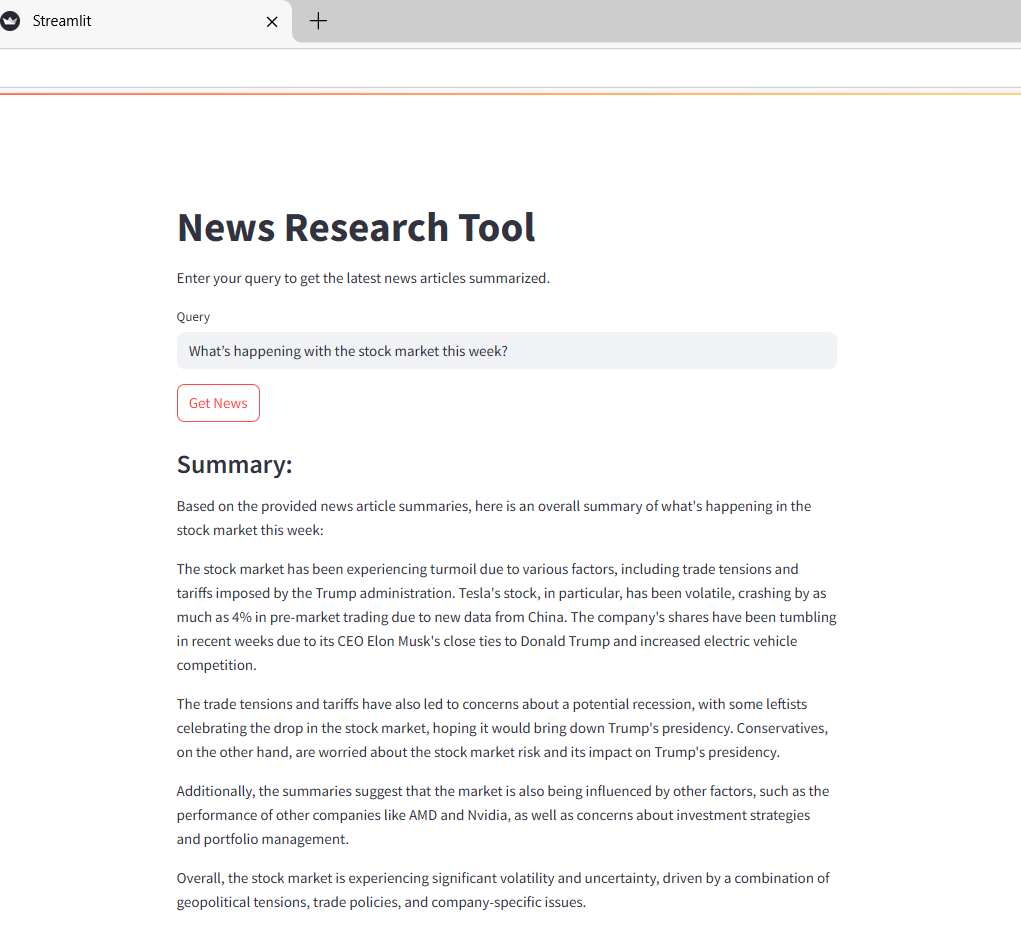 Streamlit
News Research Tool
Enter your query to get the latest news articles summarized.
Query
What’s happening with the stock market this week?
Get News
Summary:
Based on the provided news article summaries, here is an overall summary of what's happening in the
stock market this week:
The stock market has been experiencing turmoil due to various factors, including trade tensions and
tariffs imposed by the Trump administration. Tesla's stock, in particular, has been volatile, crashing by as
much as 4% in pre-market trading due to new data from China. The company's shares have been tumbling
in recent weeks due to its CEO Elon Musk's close ties to Donald Trump and increased electric vehicle
competition.
The trade tensions and tariffs have also led to concerns about a potential recession, with some leftists
celebrating the drop in the stock market, hoping it would bring down Trump's presidency. Conservatives,
on the other hand, are worried about the stock market risk and its impact on Trump's presidency.
Additionally, the summaries suggest that the market is also being influenced by other factors, such as the
performance of other companies like AMD and Nvidia, as well as concerns about investment strategies
and portfolio management.
Overall, the stock market is experiencing significant volatility and uncertainty, driven by a combination of
geopolitical tensions, trade policies, and company-specific issues.